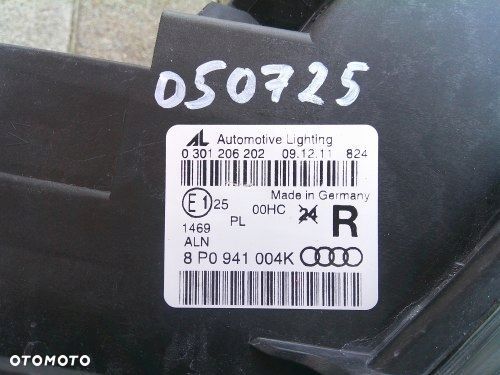 050725
AL Automotive Lighting
0 301 206 202 09.12.11 824
Made in Germany
E1 25 00HC 24 R
PL
1469
ALN
8 P0 941 004K
OTOMOTO